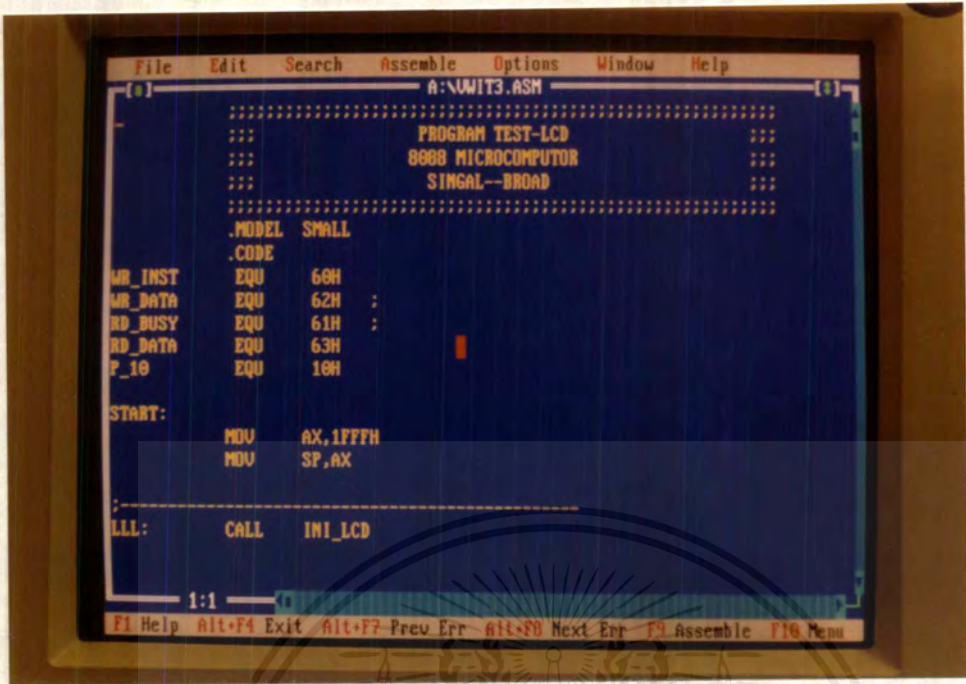 File Edit Search Assemble Options Window Help
[■] A:\VWIT3.ASM [↕]
;;;;;;;;;;;;;;;;;;;;;;;;;;;;;;;;;;;;;;;;;;;;;;;;;;;;;;;;;;;;;;;;
;;; PROGRAM TEST-LCD ;;;
;;; 8088 MICROCOMPUTOR ;;;
;;; SINGAL--BROAD ;;;
;;;;;;;;;;;;;;;;;;;;;;;;;;;;;;;;;;;;;;;;;;;;;;;;;;;;;;;;;;;;;;;;
.MODEL SMALL
.CODE
WR_INST EQU 60H
WR_DATA EQU 62H ;
RD_BUSY EQU 61H ;
RD_DATA EQU 63H
P_10 EQU 10H
START:
MOV AX,1FFFH
MOV SP,AX
;-------------------------------------------------------
LLL: CALL INI_LCD
1:1
F1 Help Alt+F4 Exit Alt+F7 Prev Err Alt+F8 Next Err F9 Assemble F10 Menu